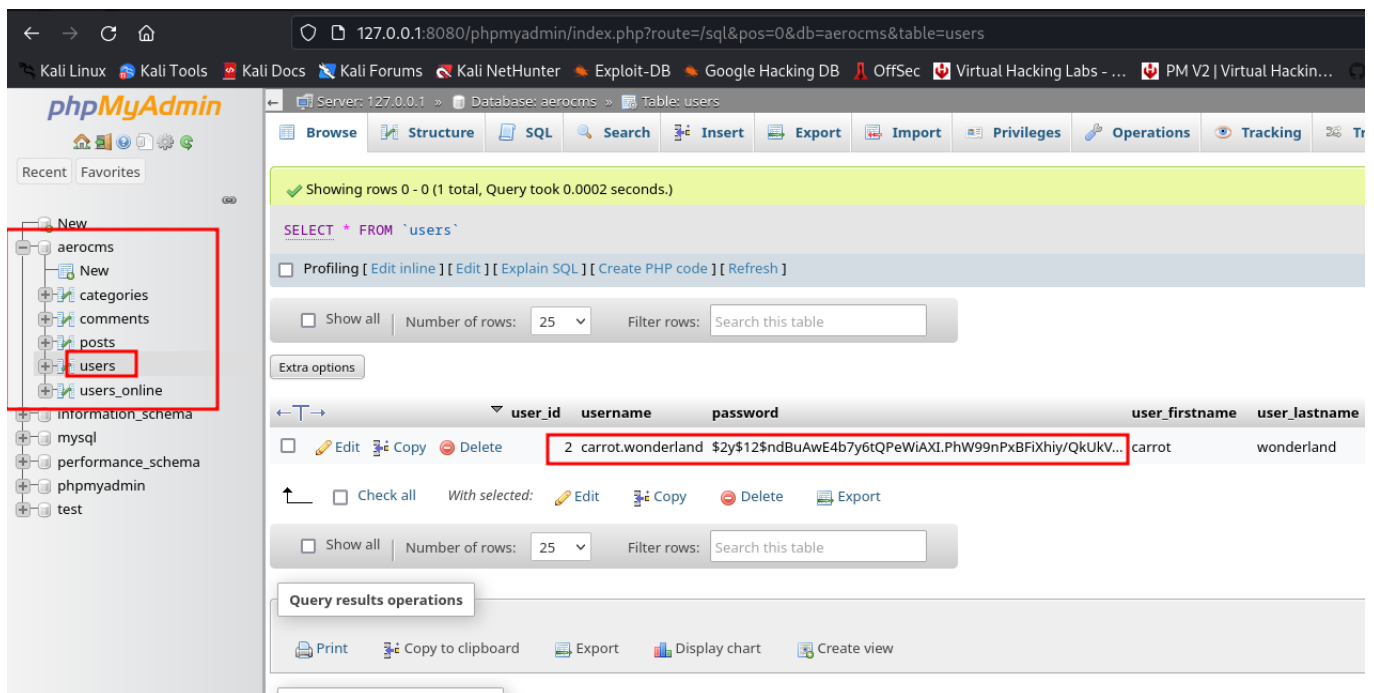 127.0.0.1:8080/phpmyadmin/index.php?route=/sql&pos=0&db=aerocms&table=users
Kali Linux Kali Tools Kali Docs Kali Forums Kali NetHunter Exploit-DB Google Hacking DB OffSec Virtual Hacking Labs - ... PM V2 | Virtual Hackin...
phpMyAdmin
Recent Favorites
New
aerocms
New
categories
comments
posts
users
users_online
information_schema
mysql
performance_schema
phpmyadmin
test
Server: 127.0.0.1 » Database: aerocms » Table: users
Browse Structure SQL Search Insert Export Import Privileges Operations Tracking Tr
Showing rows 0 - 0 (1 total, Query took 0.0002 seconds.)
SELECT * FROM `users`
Profiling [ Edit inline ] [ Edit ] [ Explain SQL ] [ Create PHP code ] [ Refresh ]
Show all | Number of rows: 25 Filter rows: Search this table
Extra options
←T→ user_id username password user_firstname user_lastname
Edit Copy Delete 2 carrot.wonderland $2y$12$ndBuAwE4b7y6tQPeWiAXI.PhW99nPxBFiXhiy/QkUkV... carrot wonderland
Check all With selected: Edit Copy Delete Export
Show all | Number of rows: 25 Filter rows: Search this table
Query results operations
Print Copy to clipboard Export Display chart Create view